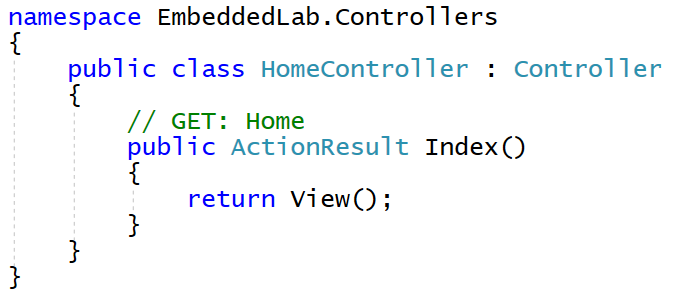 namespace EmbeddedLab.Controllers
{
    public class HomeController : Controller
    {
        // GET: Home
        public ActionResult Index()
        {
            return View();
        }
    }
}